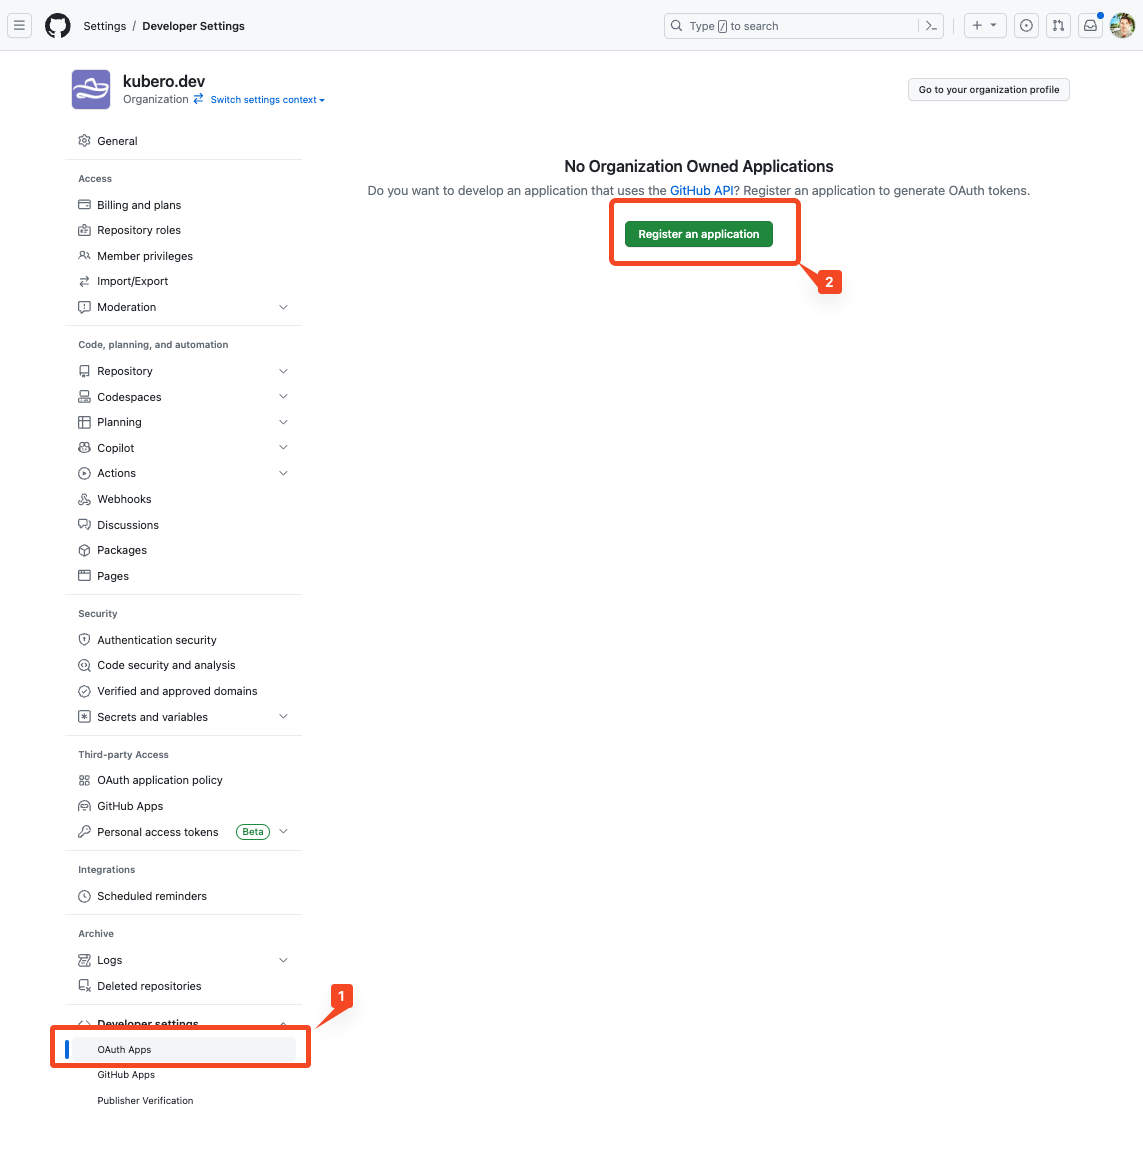 Settings / Developer Settings
Type / to search
kubero.dev
Organization Switch settings context
Go to your organization profile
General
Access
Billing and plans
Repository roles
Member privileges
Import/Export
Moderation
Code, planning, and automation
Repository
Codespaces
Planning
Copilot
Actions
Webhooks
Discussions
Packages
Pages
Security
Authentication security
Code security and analysis
Verified and approved domains
Secrets and variables
Third-party Access
OAuth application policy
GitHub Apps
Personal access tokens Beta
Integrations
Scheduled reminders
Archive
Logs
Deleted repositories
Developer settings
1
OAuth Apps
GitHub Apps
Publisher Verification
No Organization Owned Applications
Do you want to develop an application that uses the GitHub API? Register an application to generate OAuth tokens.
Register an application
2